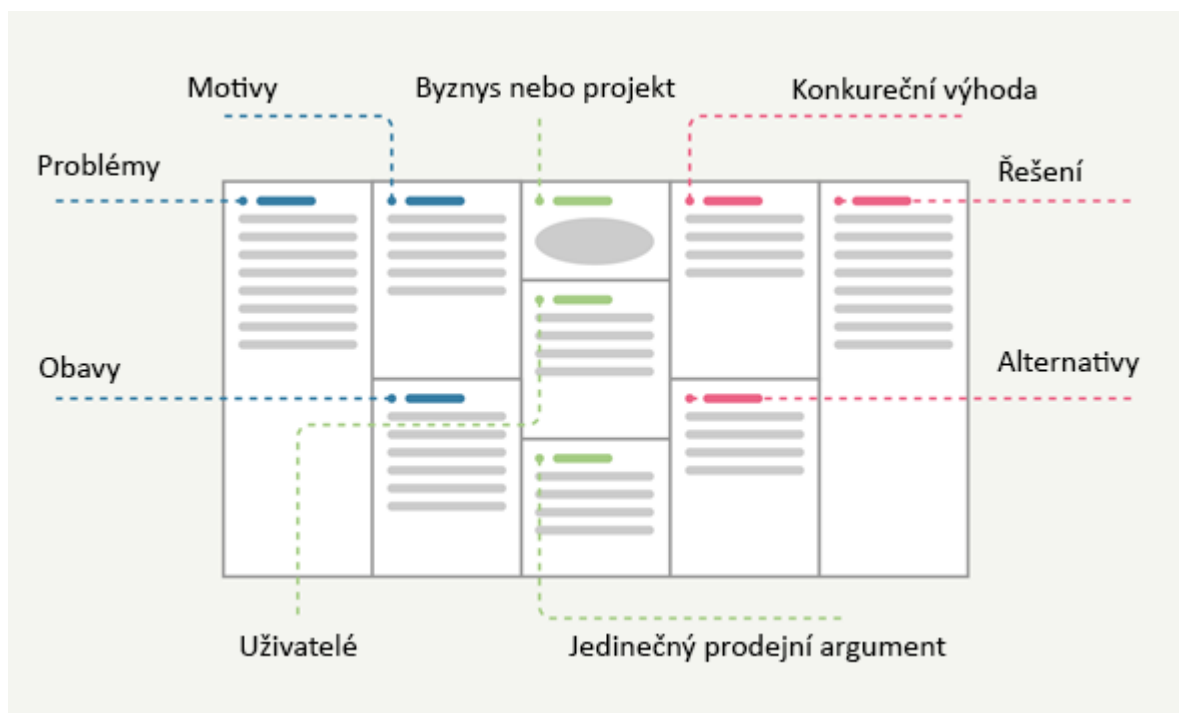 Motivy
Byznys nebo projekt
Konkureční výhoda
Problémy
Řešení
Obavy
Alternativy
Uživatelé
Jedinečný prodejní argument